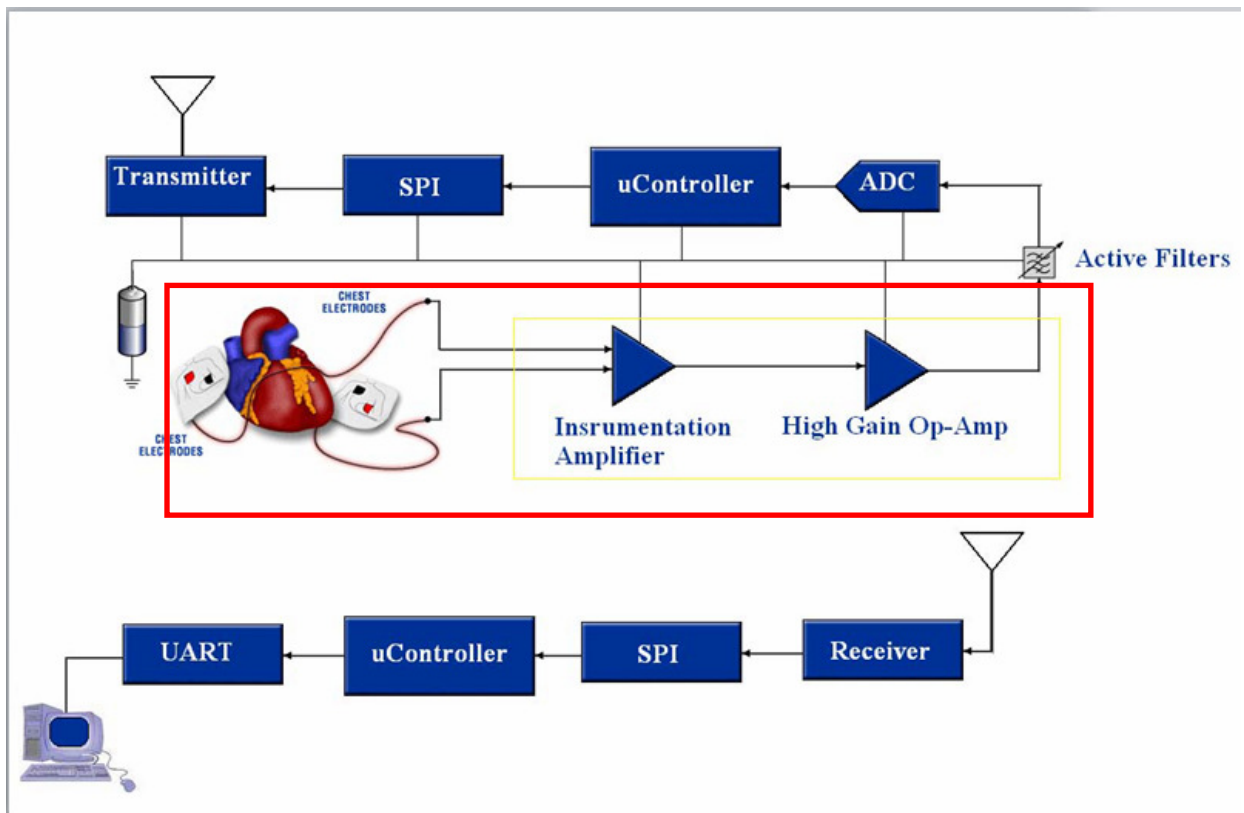 Transmitter
SPI
uController
ADC
Active Filters
CHEST
ELECTRODES
CHEST
ELECTRODES
Insrumentation
Amplifier
High Gain Op-Amp
UART
uController
SPI
Receiver